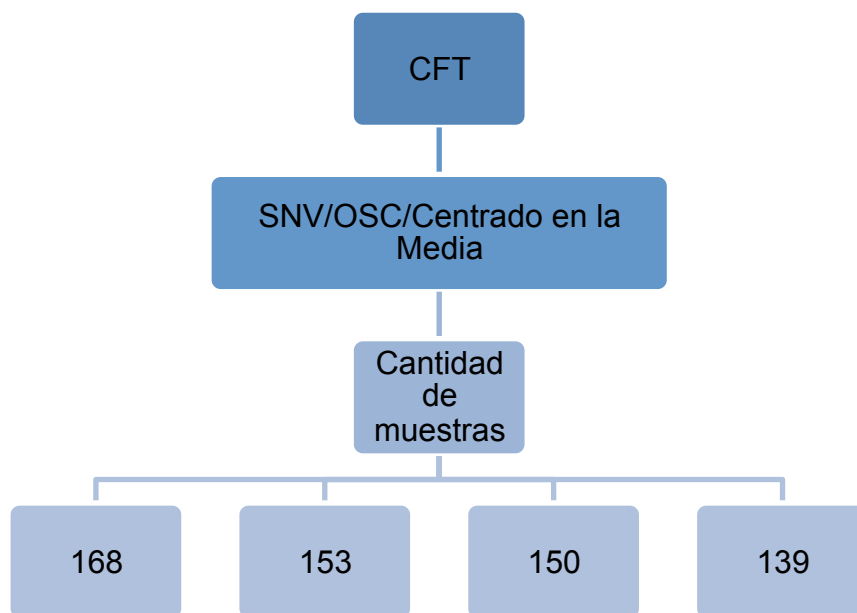 CFT
SNV/OSC/Centrado en la
Media
Cantidad
de
muestras
168
153
150
139